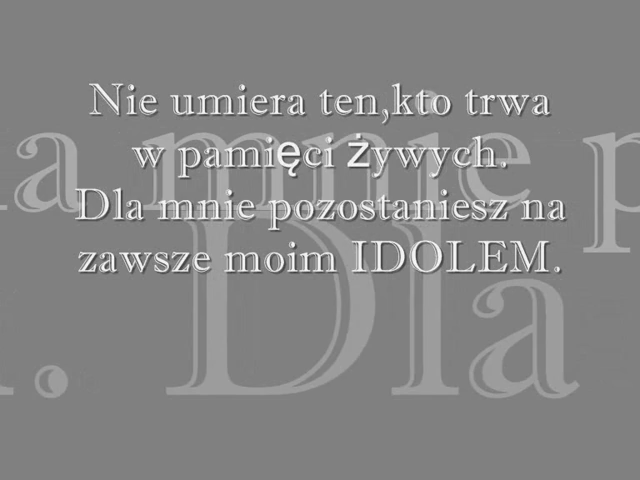 Nie umiera ten,kto trwa
w pamięci żywych.
Dla mnie pozostaniesz na
zawsze moim IDOLEM.